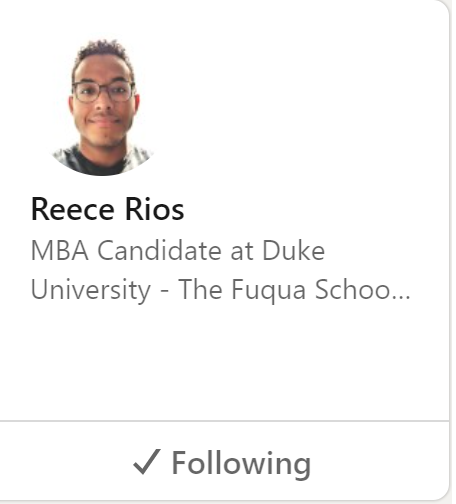 Reece Rios
MBA Candidate at Duke
University - The Fuqua Schoo...
Following